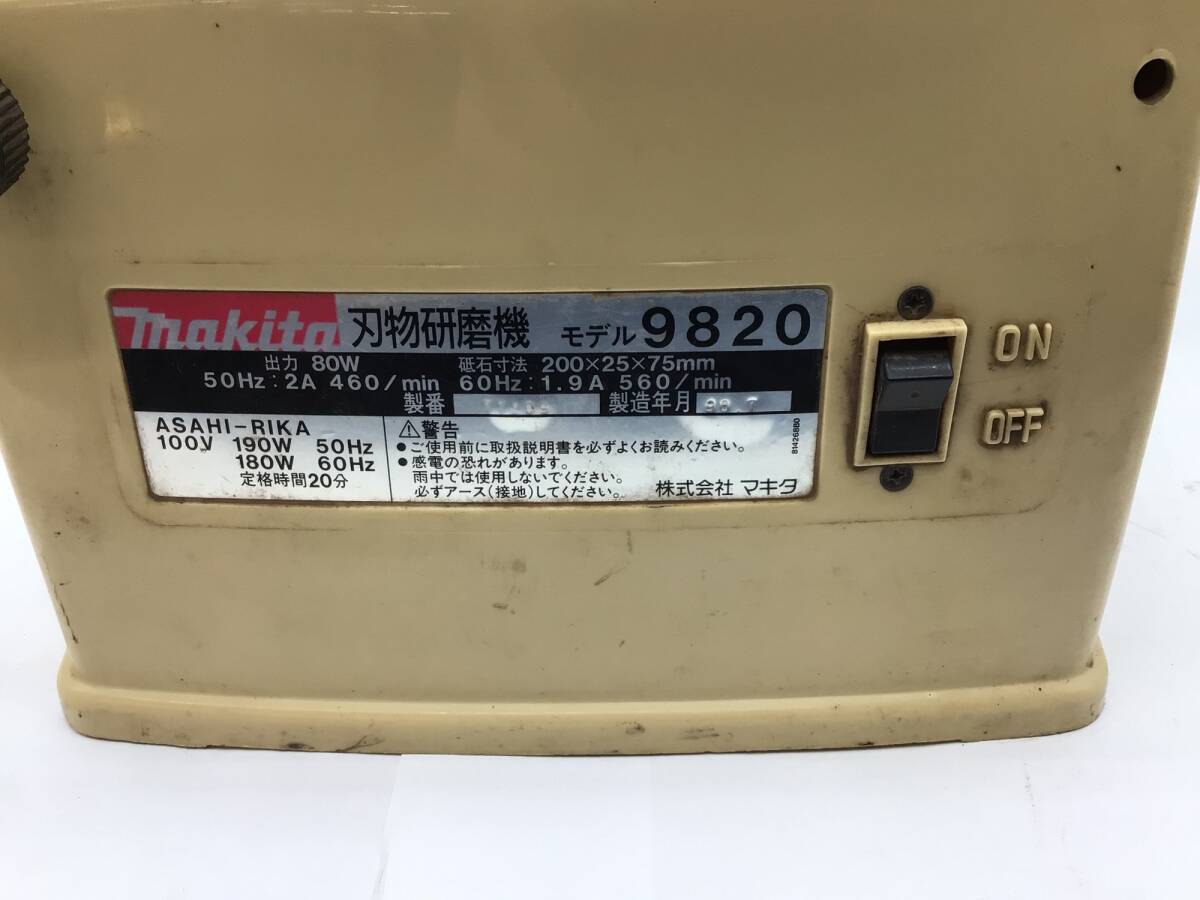 makita 刃物研磨機 モデル 9820
出力 80W 砥石寸法 200×25×75mm
50Hz:2A 460/min 60Hz:1.9A 560/min
製番 製造年月 98.7
ASAHI-RIKA
100V 190W 50Hz
180W 60Hz
定格時間20分
⚠警告
●ご使用前に取扱説明書を必ずよくお読みください。
●感電の恐れがあります。
雨中では使用しないでください。
必ずアース(接地)してください。
株式会社 マキタ
814268B0
ON
OFF